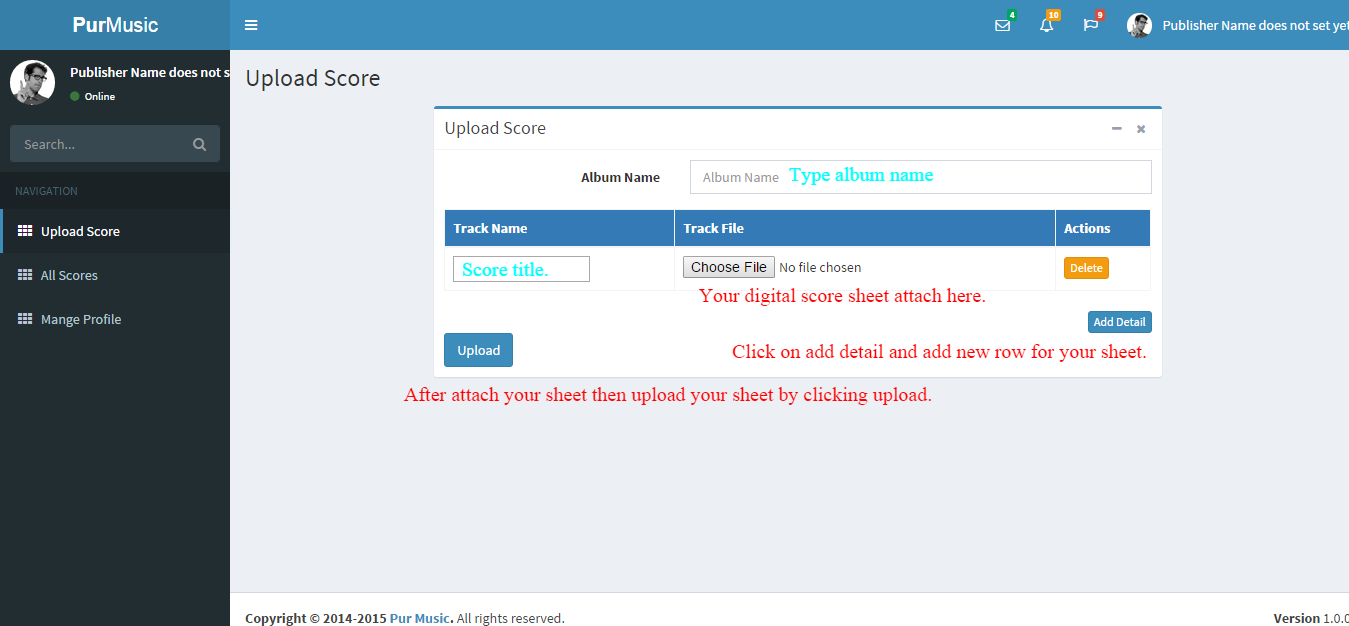 PurMusic
4
10
9
Publisher Name does not set yet
Publisher Name does not s
Online
Search...
NAVIGATION
Upload Score
All Scores
Mange Profile
Upload Score
Upload Score
Album Name
Album Name Type album name
Track Name Track File Actions
Score title. Choose File No file chosen Delete
Your digital score sheet attach here.
Add Detail
Click on add detail and add new row for your sheet.
Upload
After attach your sheet then upload your sheet by clicking upload.
Copyright © 2014-2015 Pur Music. All rights reserved.
Version 1.0.0